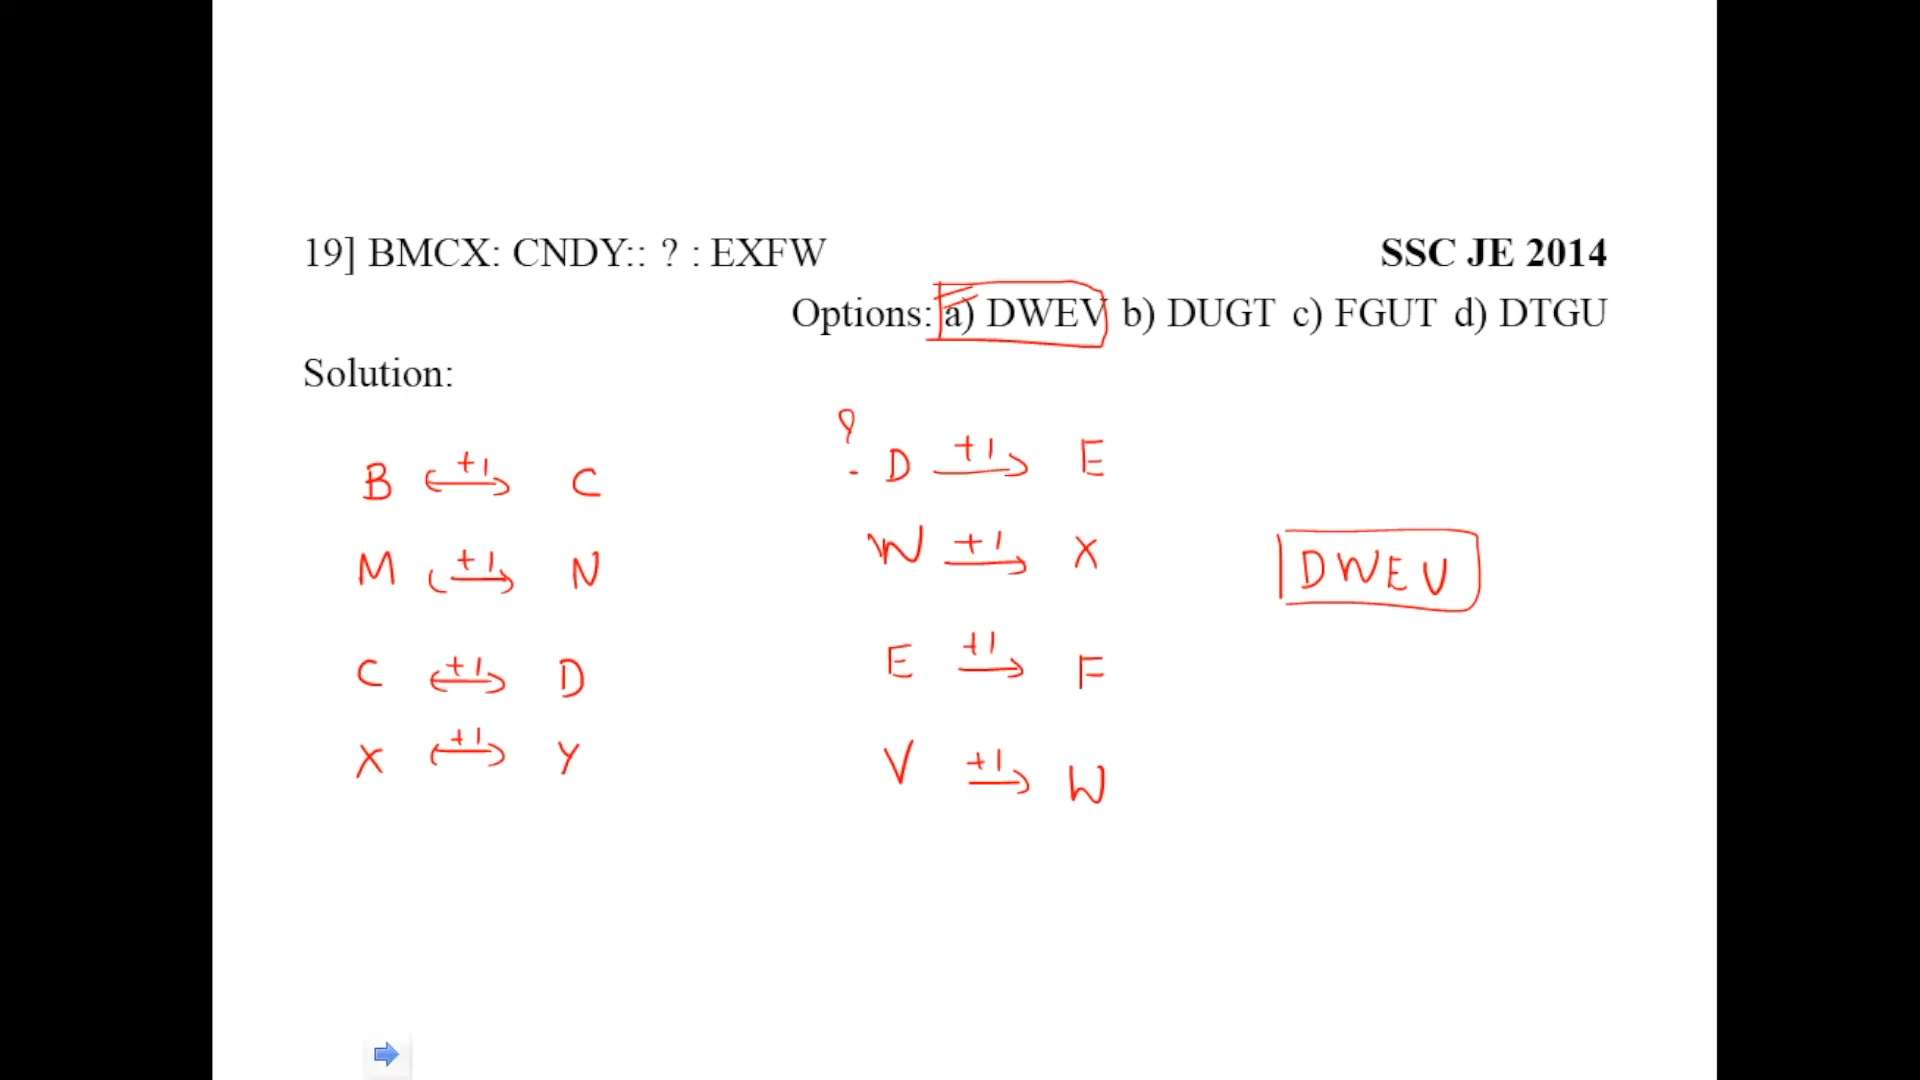 19] BMCX: CNDY:: ? : EXFW SSC JE 2014
Options: a) DWEV b) DUGT c) FGUT d) DTGU
Solution:
B +1 C ? D +1 E
M +1 N W +1 X
DWEV
C +1 D E +1 F
X +1 Y V +1 W